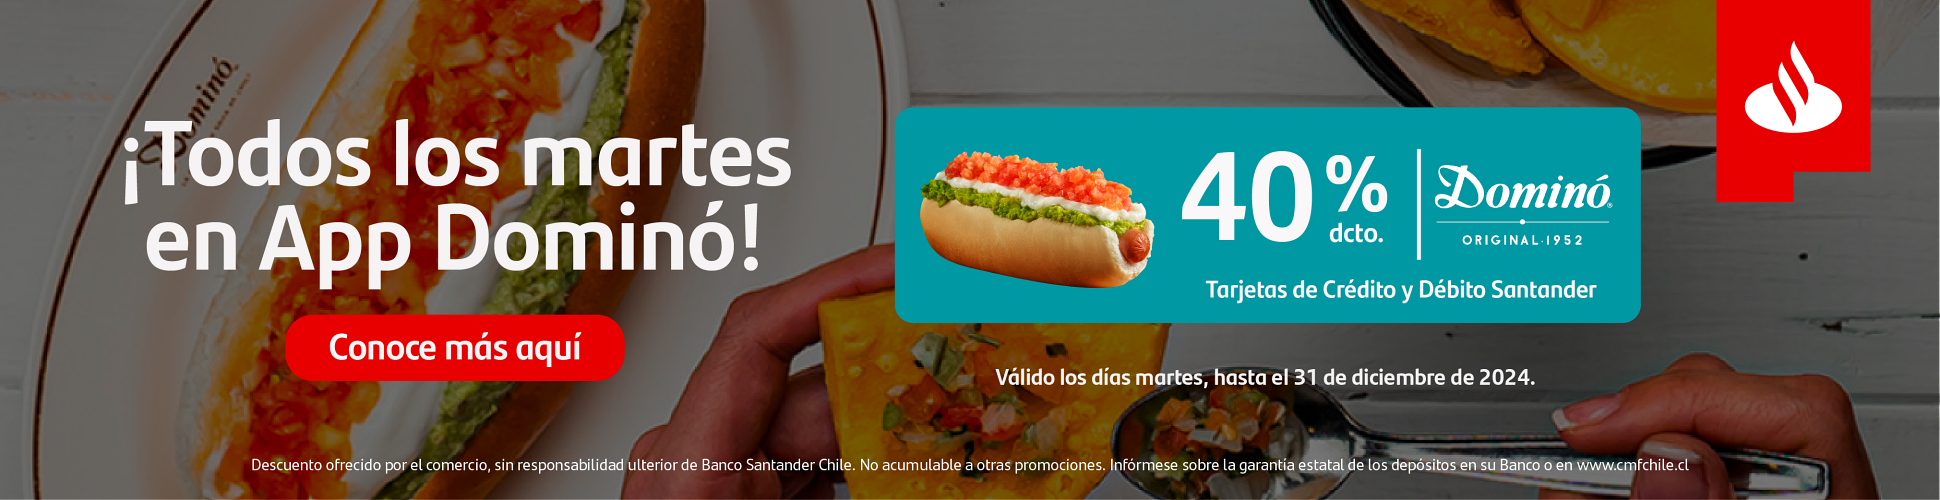 ¡Todos los martes
en App Dominó!
Conoce más aquí
Dominó
40% dcto.
Dominó
ORIGINAL·1952
Tarjetas de Crédito y Débito Santander
Válido los días martes, hasta el 31 de diciembre de 2024.
Descuento ofrecido por el comercio, sin responsabilidad ulterior de Banco Santander Chile. No acumulable a otras promociones. Infórmese sobre la garantía estatal de los depósitos en su Banco o en www.cmfchile.cl